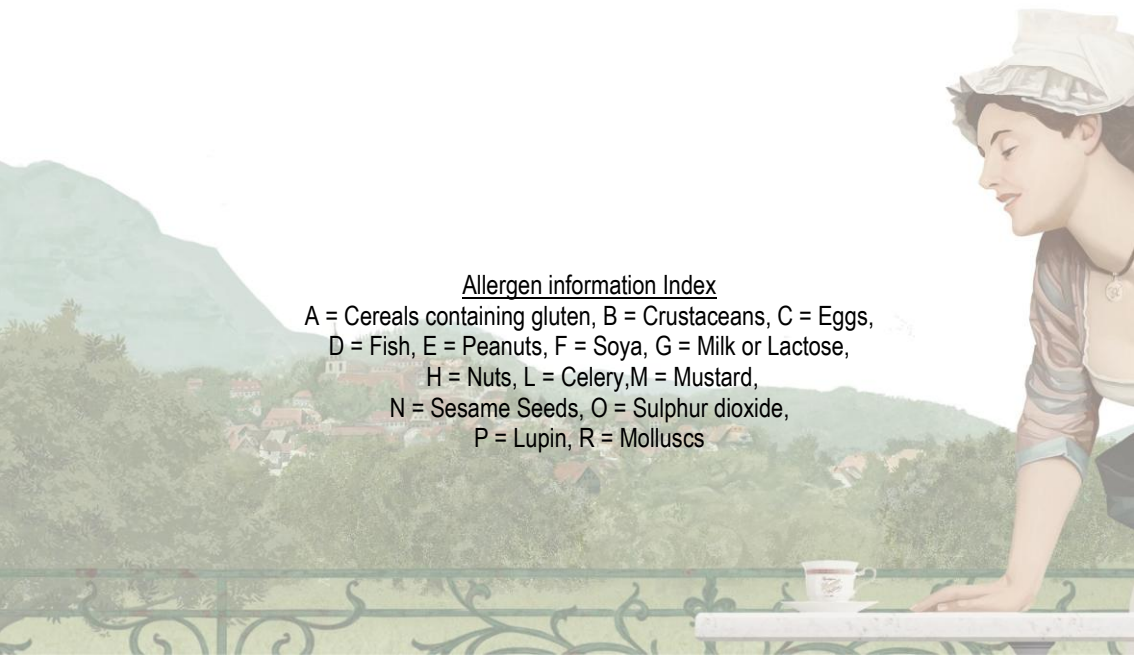 Allergen information Index
A = Cereals containing gluten, B = Crustaceans, C = Eggs,
D = Fish, E = Peanuts, F = Soya, G = Milk or Lactose,
H = Nuts, L = Celery,M = Mustard,
N = Sesame Seeds, O = Sulphur dioxide,
P = Lupin, R = Molluscs